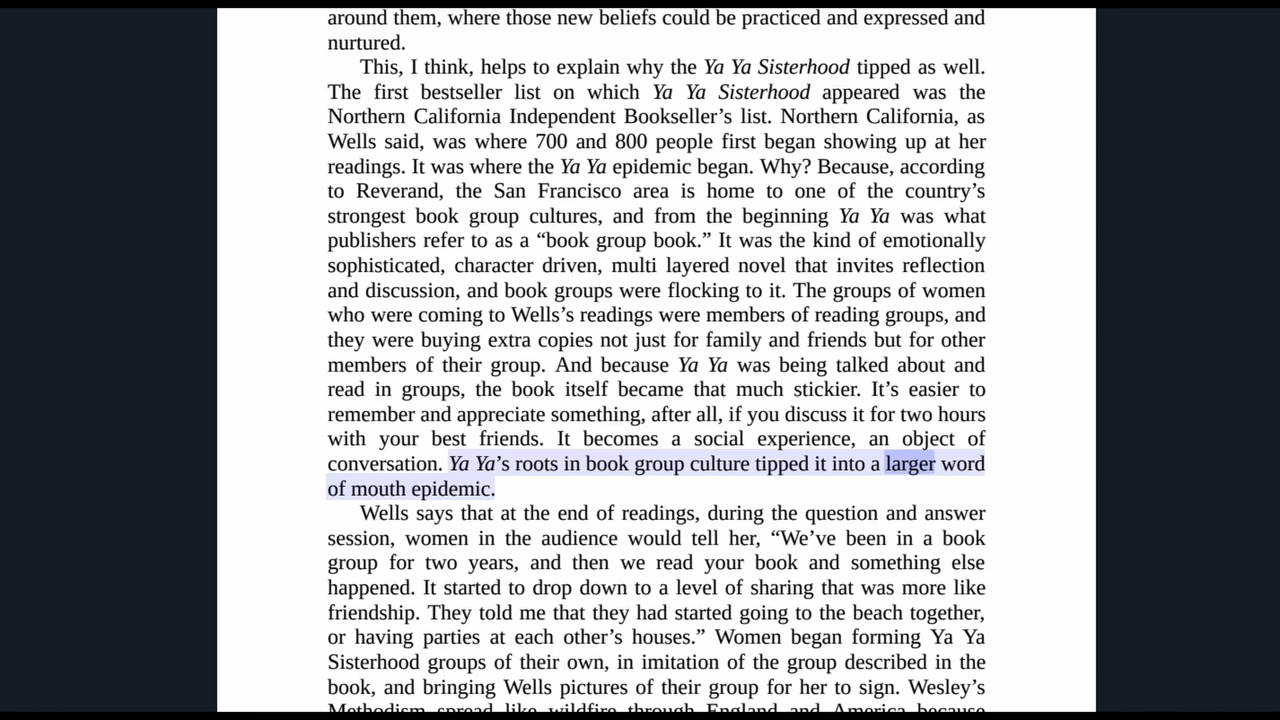 around them, where those new beliefs could be practiced and expressed and
nurtured.
This, I think, helps to explain why the Ya Ya Sisterhood tipped as well.
The first bestseller list on which Ya Ya Sisterhood appeared was the
Northern California Independent Bookseller’s list. Northern California, as
Wells said, was where 700 and 800 people first began showing up at her
readings. It was where the Ya Ya epidemic began. Why? Because, according
to Reverand, the San Francisco area is home to one of the country’s
strongest book group cultures, and from the beginning Ya Ya was what
publishers refer to as a “book group book.” It was the kind of emotionally
sophisticated, character driven, multi layered novel that invites reflection
and discussion, and book groups were flocking to it. The groups of women
who were coming to Wells’s readings were members of reading groups, and
they were buying extra copies not just for family and friends but for other
members of their group. And because Ya Ya was being talked about and
read in groups, the book itself became that much stickier. It’s easier to
remember and appreciate something, after all, if you discuss it for two hours
with your best friends. It becomes a social experience, an object of
conversation. Ya Ya’s roots in book group culture tipped it into a larger word
of mouth epidemic.
Wells says that at the end of readings, during the question and answer
session, women in the audience would tell her, “We’ve been in a book
group for two years, and then we read your book and something else
happened. It started to drop down to a level of sharing that was more like
friendship. They told me that they had started going to the beach together,
or having parties at each other’s houses.” Women began forming Ya Ya
Sisterhood groups of their own, in imitation of the group described in the
book, and bringing Wells pictures of their group for her to sign. Wesley’s
Methodism spread like wildfire through England and America because